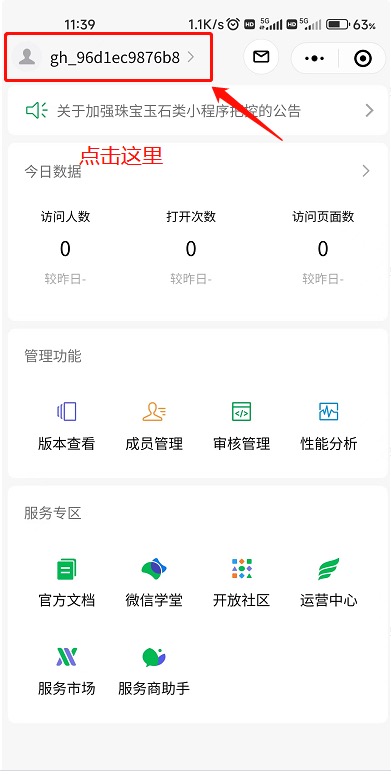 11:39 1.1K/s HD 5G HD 5G 63%
gh_96d1ec9876b8
关于加强珠宝玉石类小程序把控的公告
点击这里
今日数据
访问人数 打开次数 访问页面数
0 0 0
较昨日- 较昨日- 较昨日-
管理功能
版本查看 成员管理 审核管理 性能分析
服务专区
官方文档 微信学堂 开放社区 运营中心
服务市场 服务商助手